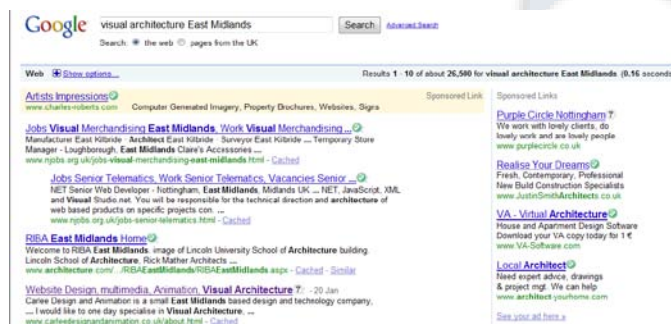 Google
visual architecture East Midlands
Search
Advanced Search
Search: the web pages from the UK
Web Show options...
Results 1 - 10 of about 26,500 for visual architecture East Midlands (0.16 seconds
Artists Impressions
Sponsored Link
www.charles-roberts.com Computer Generated Imagery, Property Brochures, Websites, Signs
Jobs Visual Merchandising East Midlands, Work Visual Merchandising ...
Manufacture East Kilbride · Architect East Kilbride · Surveyor East Kilbride .... Temporary Store
Manager - Loughborough, East Midlands Claire's Accessories ....
www.njobs.org.uk/jobs-visual-merchandising-east-midlands.html - Cached
Jobs Senior Telematics, Work Senior Telematics, Vacancies Senior ...
NET Senior Web Developer - Nottingham, East Midlands, Midlands UK ... NET, JavaScript, XML
and Visual Studio.net. You will be responsible for the technical direction and architecture of
web based products on specific projects con. ...
www.njobs.org.uk/jobs-senior-telematics.html - Cached
RIBA East Midlands Home
Welcome to RIBA East Midlands. image of Lincoln University School of Architecture building.
Lincoln School of Architecture, Rick Mather Architects ...
www.architecture.com/.../RIBAEastMidlands/RIBAEastMidlands.aspx - Cached - Similar
Website Design, multimedia, Animation, Visual Architecture ? - 20 Jan
Carlee Design and Animation is a small East Midlands based design and technology company,
.... I would like to one day specialise in Visual Architecture, ...
www.carleedesignandanimation.co.uk/about.html - Cached
Sponsored Links
Purple Circle Nottingham ?
We work with lovely clients, do
lovely work and are lovely people
www.purplecircle.co.uk
Realise Your Dreams
Fresh, Contemporary, Professional
New Build Construction Specialists
www.JustinSmithArchitects.co.uk
VA - Virtual Architecture
House and Apartment Design Software
Download your VA copy today for 1 €
www.VA-Software.com
Local Architect
Need expert advice, drawings
& project mgt. We can help
www.architect-yourhome.com
See your ad here »